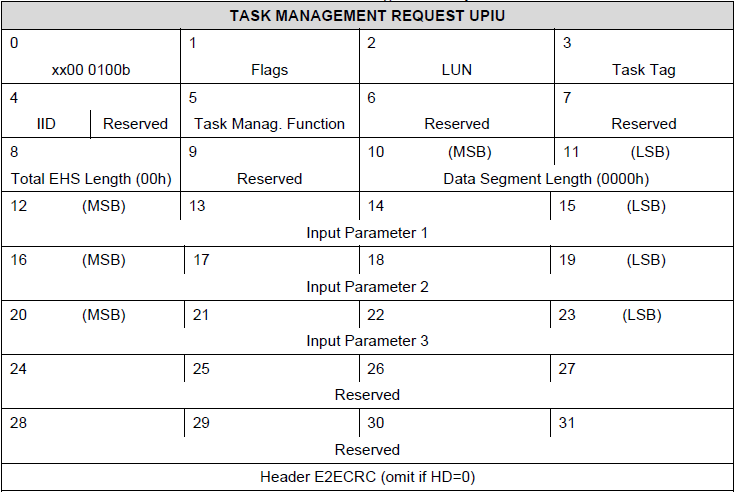 TASK MANAGEMENT REQUEST UPIU
0 1 2 3
xx00 0100b Flags LUN Task Tag
4 5 6 7
IID Reserved Task Manag. Function Reserved Reserved
8 9 10 (MSB) 11 (LSB)
Total EHS Length (00h) Reserved Data Segment Length (0000h)
12 (MSB) 13 14 15 (LSB)
Input Parameter 1
16 (MSB) 17 18 19 (LSB)
Input Parameter 2
20 (MSB) 21 22 23 (LSB)
Input Parameter 3
24 25 26 27
Reserved
28 29 30 31
Reserved
Header E2ECRC (omit if HD=0)